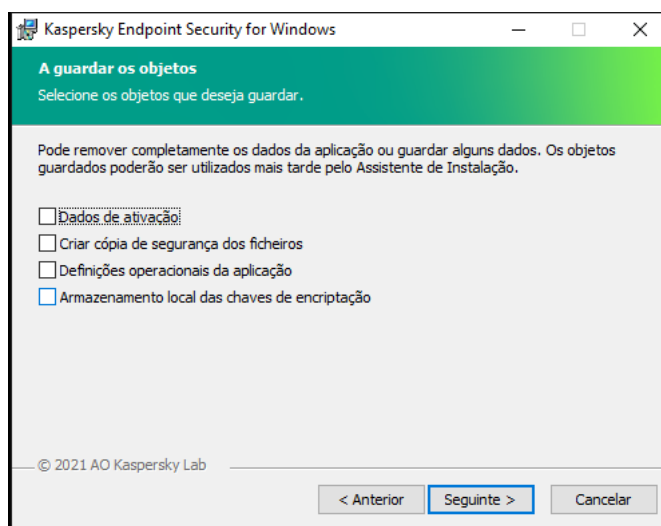 Kaspersky Endpoint Security for Windows
A guardar os objetos
Selecione os objetos que deseja guardar.
Pode remover completamente os dados da aplicação ou guardar alguns dados. Os objetos
guardados poderão ser utilizados mais tarde pelo Assistente de Instalação.
Dados de ativação
Criar cópia de segurança dos ficheiros
Definições operacionais da aplicação
Armazenamento local das chaves de encriptação
© 2021 AO Kaspersky Lab
< Anterior Seguinte > Cancelar